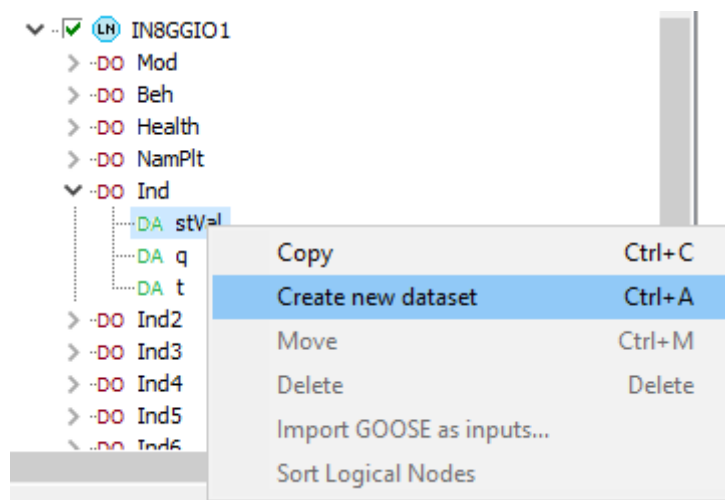 LN IN8GGIO1
DO Mod
DO Beh
DO Health
DO NamPlt
DO Ind
DA stVal
DA q
DA t
DO Ind2
DO Ind3
DO Ind4
DO Ind5
DO Ind6
Copy Ctrl+C
Create new dataset Ctrl+A
Move Ctrl+M
Delete Delete
Import GOOSE as inputs...
Sort Logical Nodes